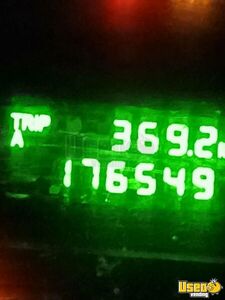 TRIP 369.2
A
176549
Used
vending